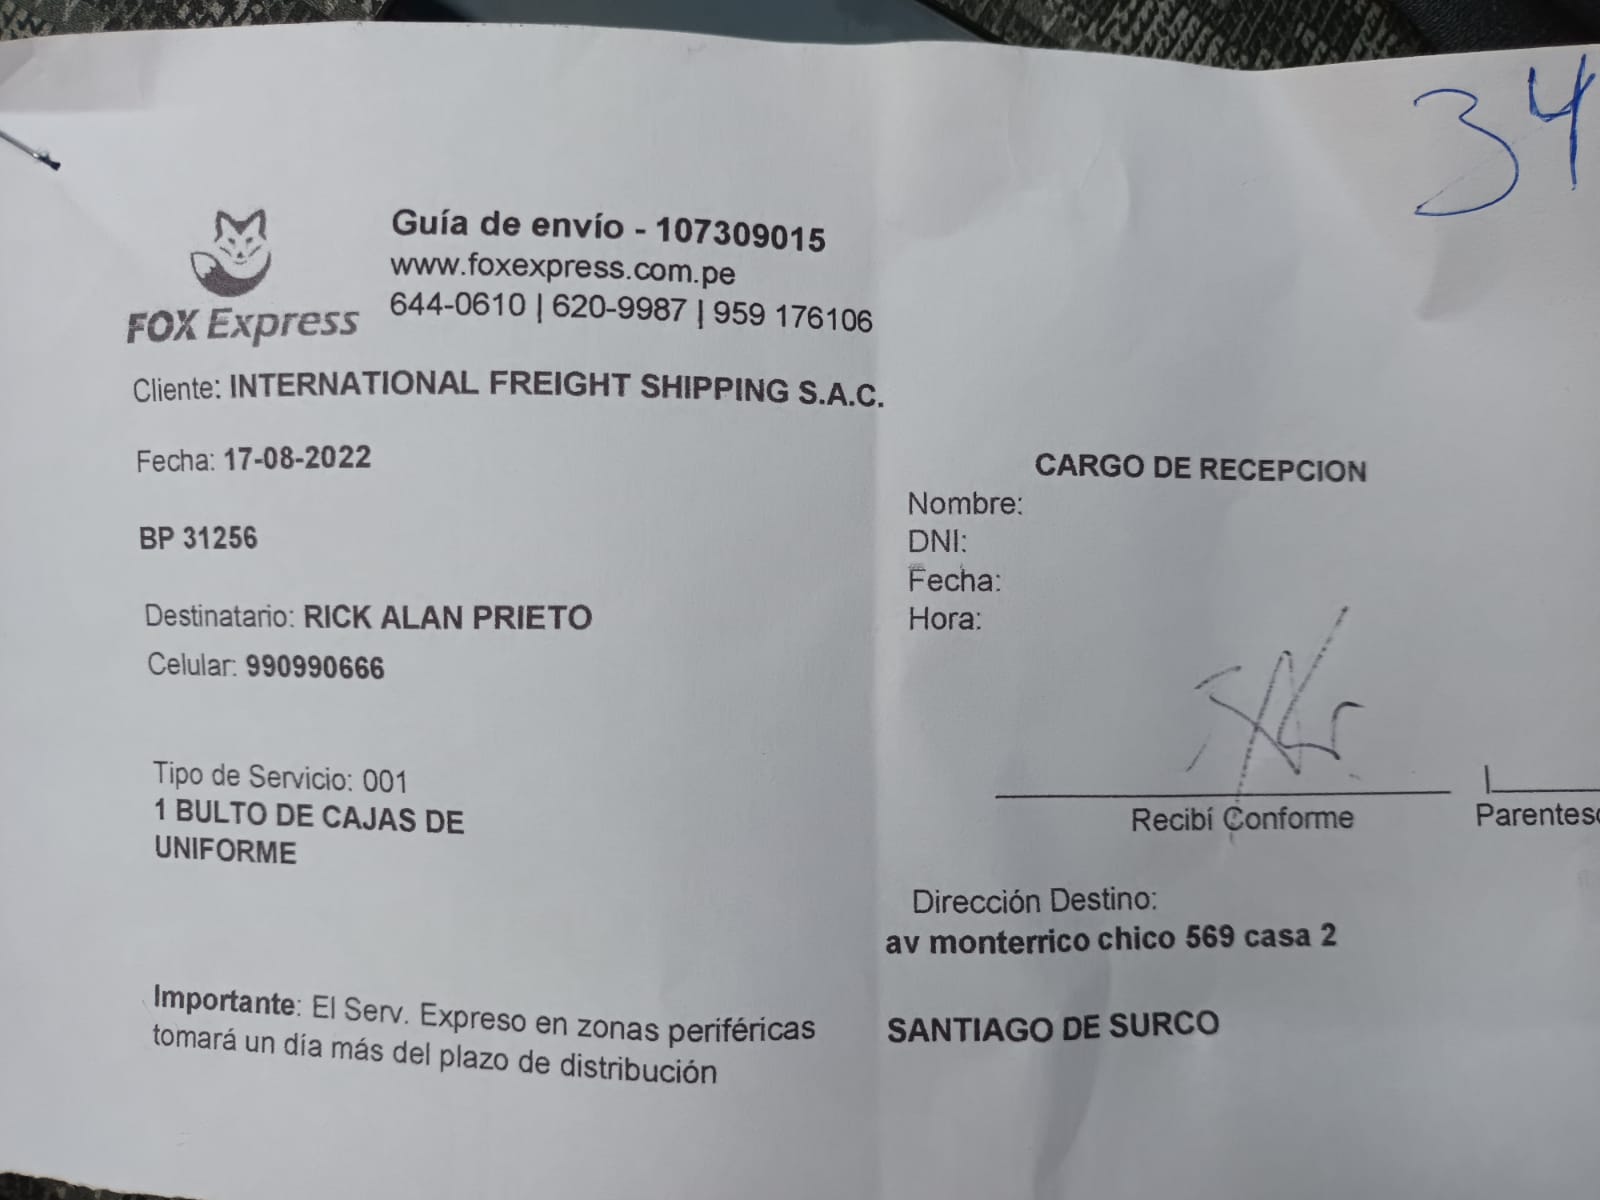 34
Guía de envío - 107309015
www.foxexpress.com.pe
644-0610 | 620-9987 | 959 176106
FOX Express
Cliente: INTERNATIONAL FREIGHT SHIPPING S.A.C.
Fecha: 17-08-2022
BP 31256
Destinatario: RICK ALAN PRIETO
Celular: 990990666
Tipo de Servicio: 001
1 BULTO DE CAJAS DE
UNIFORME
Importante: El Serv. Expreso en zonas periféricas
tomará un día más del plazo de distribución
CARGO DE RECEPCION
Nombre:
DNI:
Fecha:
Hora:
Recibí Conforme
Parentesc
Dirección Destino:
av monterrico chico 569 casa 2
SANTIAGO DE SURCO